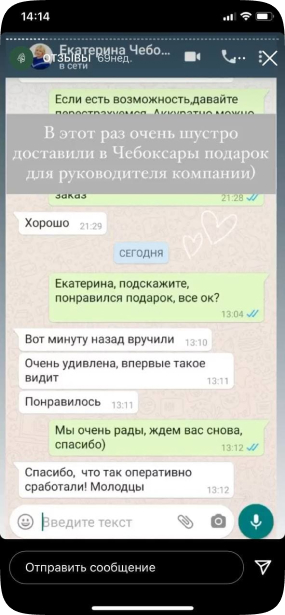 14:14
Екатерина Чебо...
отзывы 69нед.
в сети
Если есть возможность,давайте
перестрахуемся. Аккуратно можно
В этот раз очень шустро
доставили в Чебоксары подарок
для руководителя компании)
заказ
21:28
Хорошо 21:29
СЕГОДНЯ
Екатерина, подскажите,
понравился подарок, все ок?
13:04
Вот минуту назад вручили 13:10
Очень удивлена, впервые такое
видит
13:11
Понравилось 13:11
Мы очень рады, ждем вас снова,
спасибо)
13:12
Спасибо, что так оперативно
сработали! Молодцы
13:12
Введите текст
Отправить сообщение